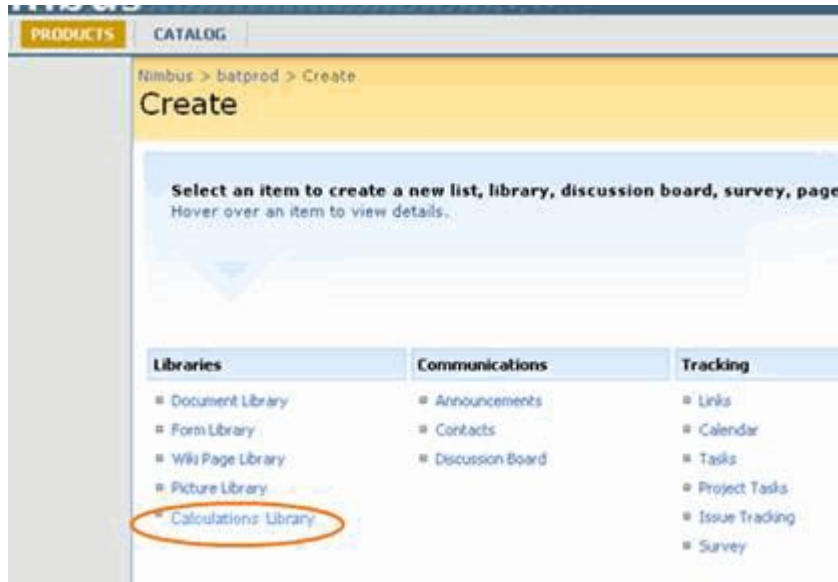 PRODUCTS
CATALOG
Nimbus > batprod > Create
Create
Select an item to create a new list, library, discussion board, survey, page
Hover over an item to view details.
Libraries
Document Library
Form Library
Wiki Page Library
Picture Library
Calculations Library
Communications
Announcements
Contacts
Discussion Board
Tracking
Links
Calendar
Tasks
Project Tasks
Issue Tracking
Survey